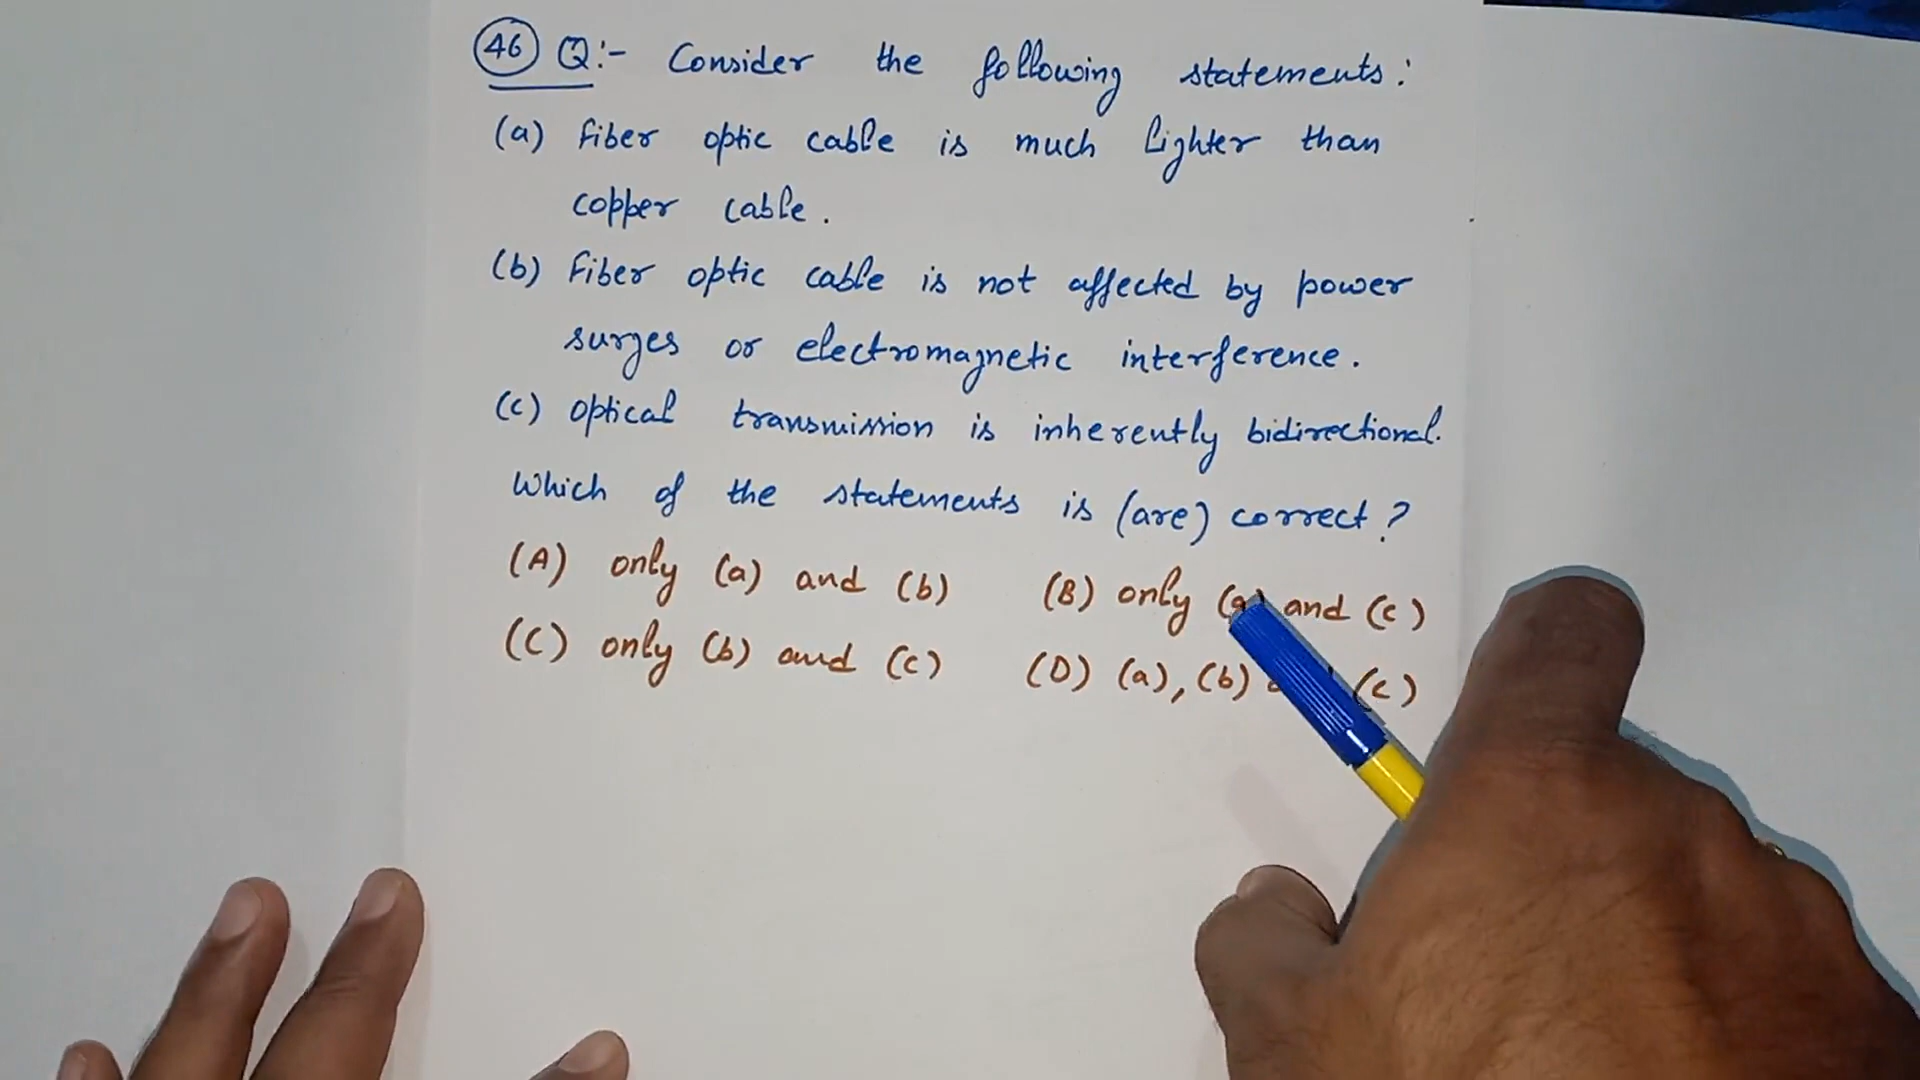 46 Q:- Consider the following statements:
(a) Fiber optic cable is much lighter than
copper cable.
(b) Fiber optic cable is not affected by power
surges or electromagnetic interference.
(c) optical transmission is inherently bidirectional.
Which of the statements is (are) correct?
(A) only (a) and (b) (B) only (a) and (c)
(C) only (b) and (c) (D) (a), (b) (c)